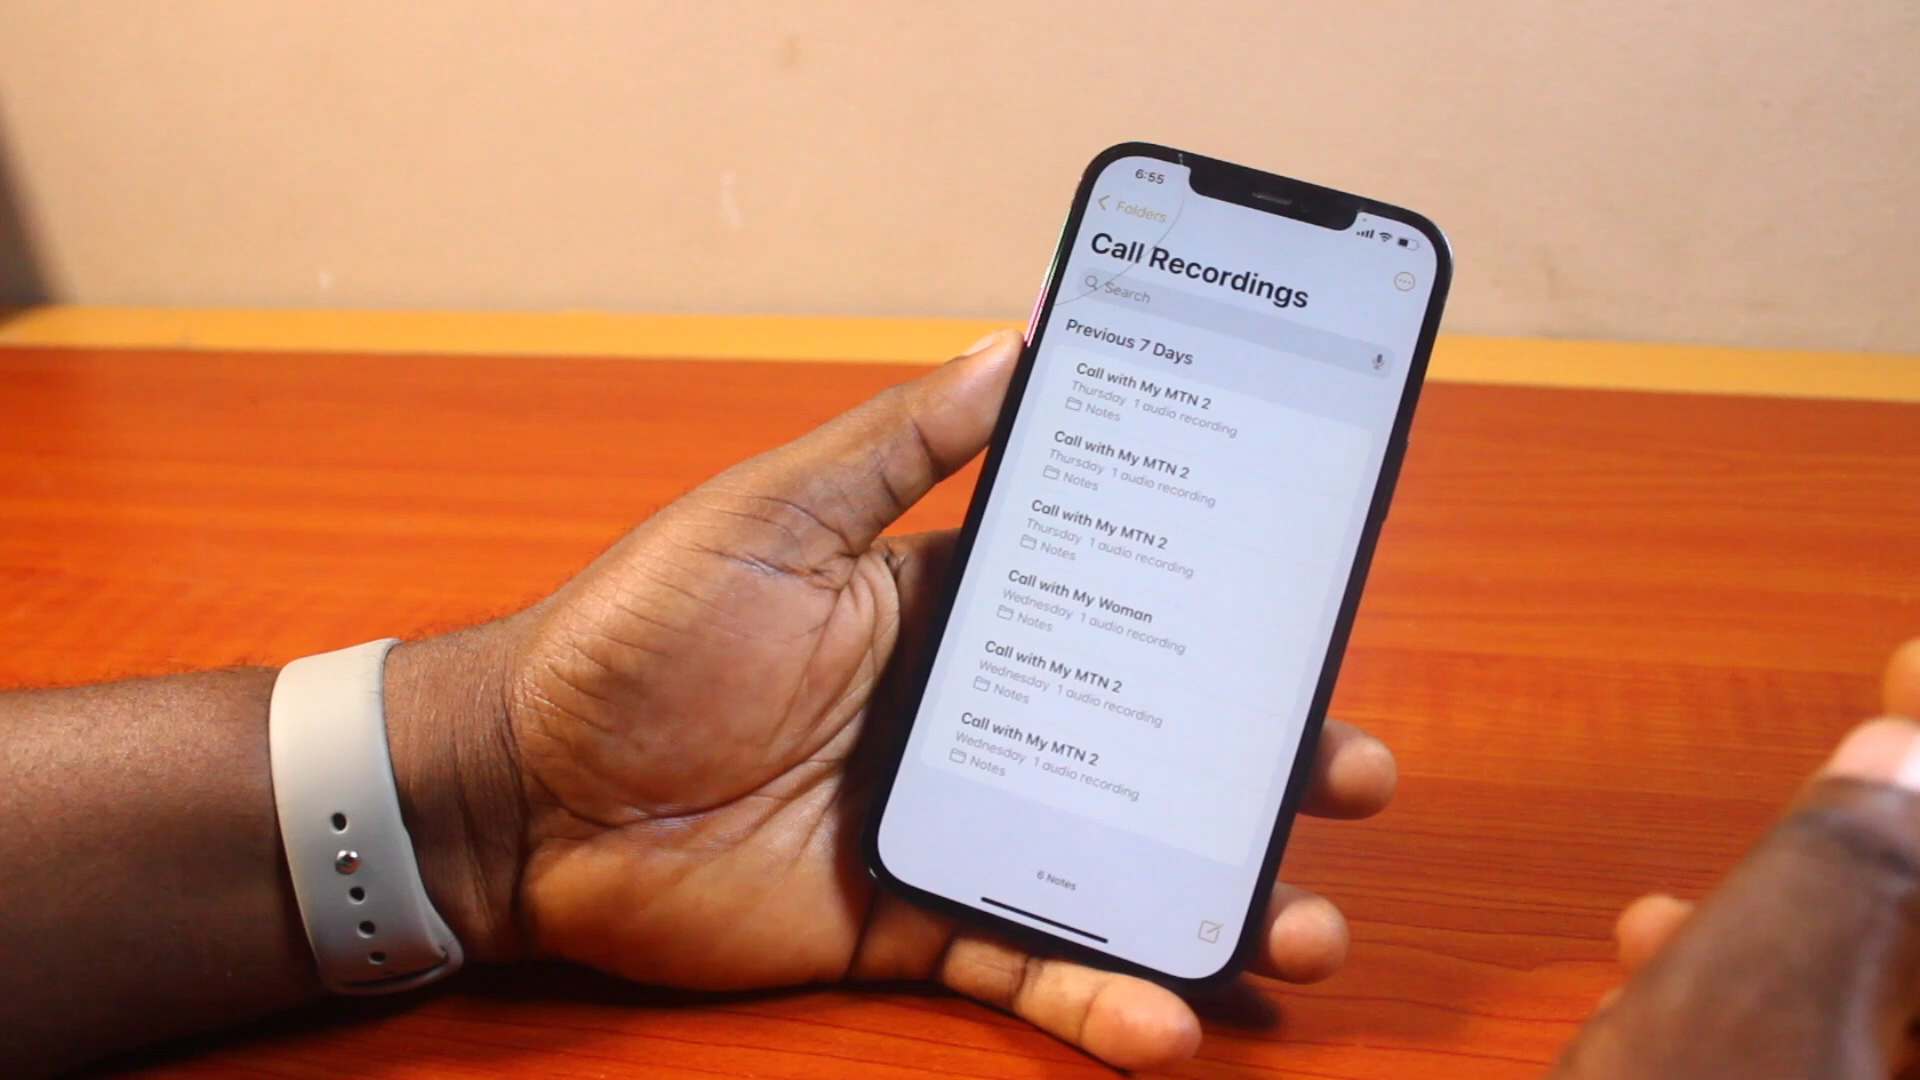 6:55
Folders
Call Recordings
Search
Previous 7 Days
Call with My MTN 2
Thursday 1 audio recording
Notes
Call with My MTN 2
Thursday 1 audio recording
Notes
Call with My MTN 2
Thursday 1 audio recording
Notes
Call with My Woman
Wednesday 1 audio recording
Notes
Call with My MTN 2
Wednesday 1 audio recording
Notes
Call with My MTN 2
Wednesday 1 audio recording
Notes
6 Notes